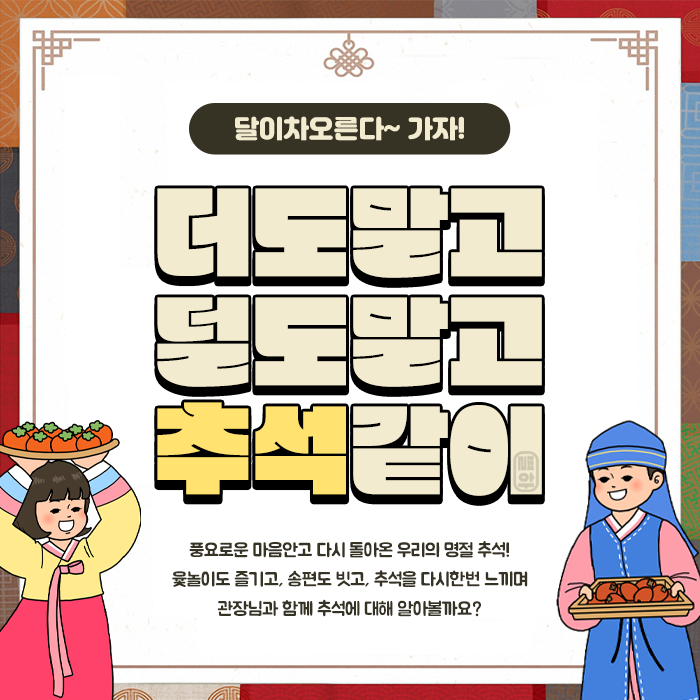 달이차오른다~ 가자!
더도말고
덜도말고
추석같이
풍요로운 마음안고 다시 돌아온 우리의 명절 추석!
윷놀이도 즐기고, 송편도 빗고, 추석을 다시한번 느끼며
관장님과 함께 추석에 대해 알아볼까요?